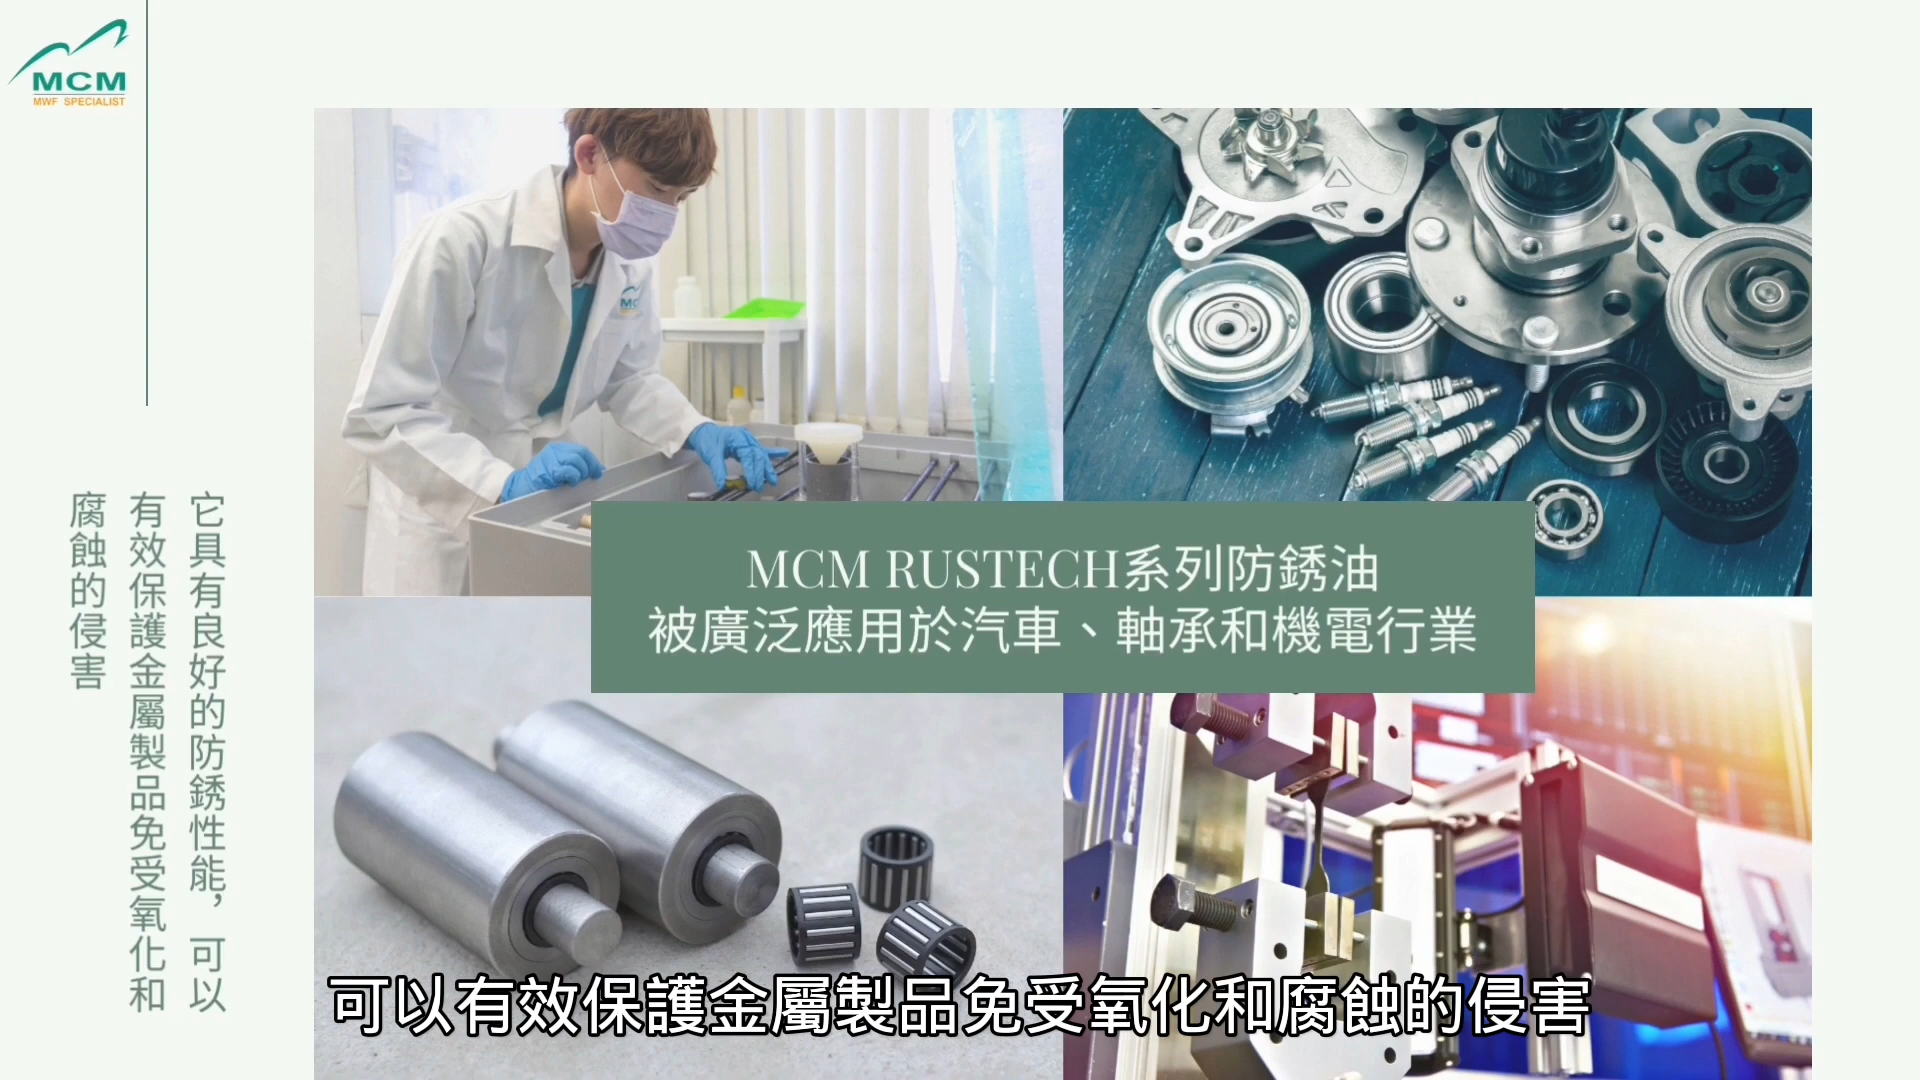 MCM
MWF SPECIALIST
MC
MCM RUSTECH系列防銹油
被廣泛應用於汽車、軸承和機電行業
它具有良好的防銹性能，可以
有效保護金屬製品免受氧化和
腐蝕的侵害
可以有效保護金屬製品免受氧化和腐蝕的侵害